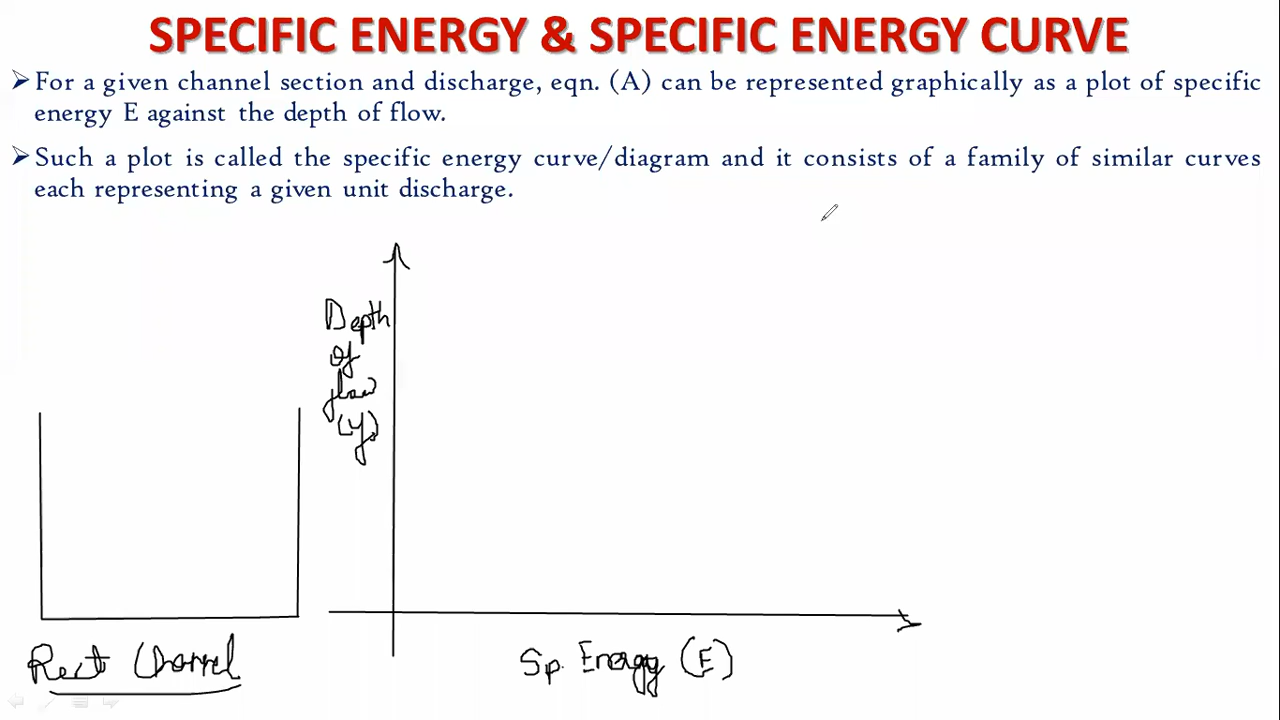 SPECIFIC ENERGY & SPECIFIC ENERGY CURVE
For a given channel section and discharge, eqn. (A) can be represented graphically as a plot of specific
energy E against the depth of flow.
Such a plot is called the specific energy curve/diagram and it consists of a family of similar curves
each representing a given unit discharge.
Depth
of
flow
(y)
Rect Channel
Sp. Energy (E)